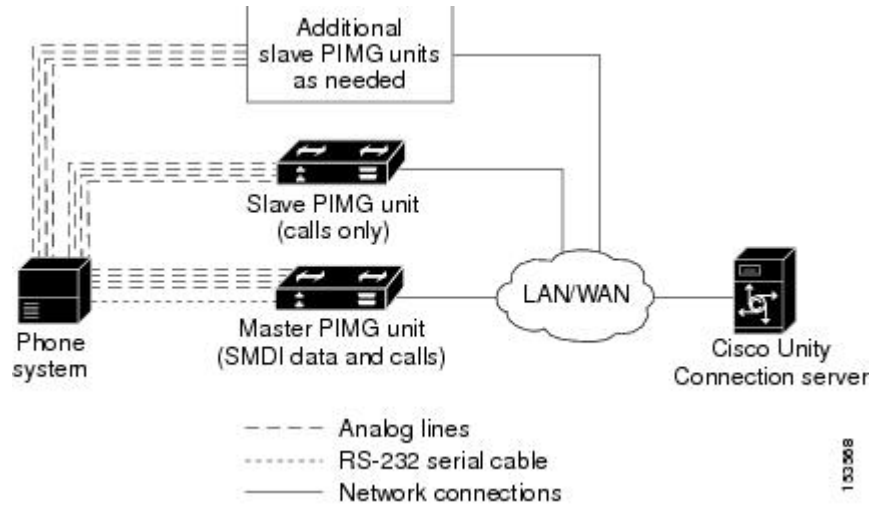 Additional
slave PIMG units
as needed
Slave PIMG unit
(calls only)
Phone
system
Master PIMG unit
(SMDI data and calls)
LAN/WAN
Cisco Unity
Connection server
Analog lines
RS-232 serial cable
Network connections
153568